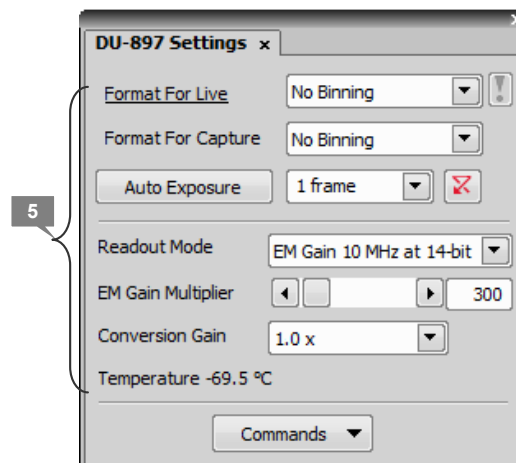 DU-897 Settings x
Format For Live No Binning
Format For Capture No Binning
Auto Exposure 1 frame
5
Readout Mode EM Gain 10 MHz at 14-bit
EM Gain Multiplier 300
Conversion Gain 1.0 x
Temperature -69.5 ºC
Commands